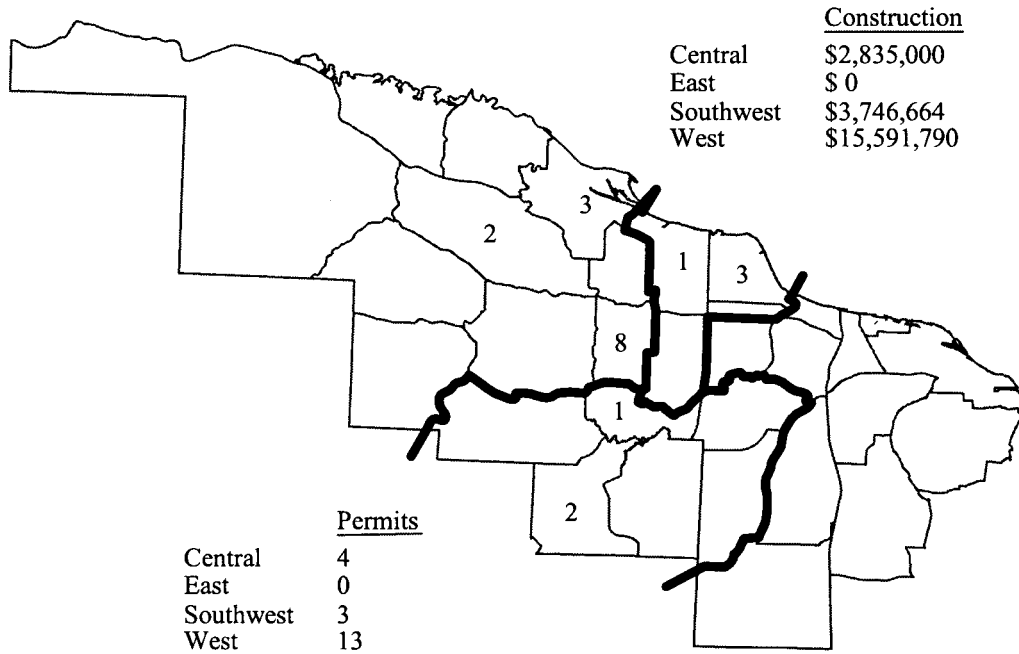 Construction
Central $2,835,000
East $ 0
Southwest $3,746,664
West $15,591,790
3
2
1
3
8
1
2
Permits
Central 4
East 0
Southwest 3
West 13